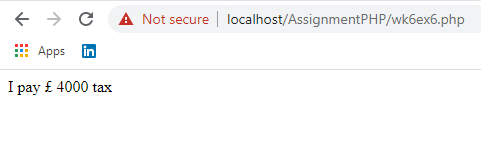 Not secure | localhost/AssignmentPHP/wk6ex6.php
Apps in
I pay £ 4000 tax